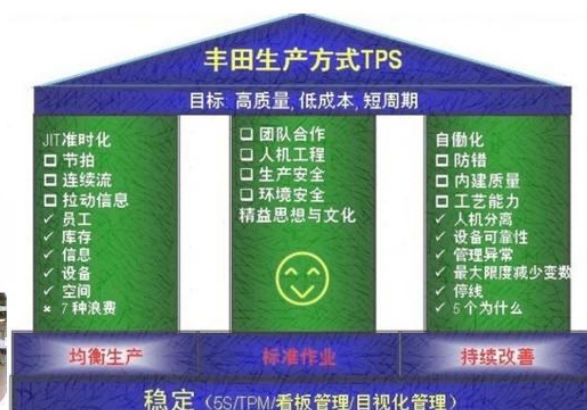 丰田生产方式TPS
目标: 高质量, 低成本, 短周期
JIT准时化
□ 节拍
□ 连续流
□ 拉动信息
✓ 员工
✓ 库存
✓ 信息
✓ 设备
✓ 空间
× 7 种浪费
□ 团队合作
□ 人机工程
□ 生产安全
□ 环境安全
精益思想与文化
自働化
□ 防错
□ 内建质量
□ 工艺能力
✓ 人机分离
✓ 设备可靠性
✓ 管理异常
✓ 最大限度减少变数
✓ 停线
✓ 5 个为什么
均衡生产
标准作业
持续改善
稳定 (5S/TPM/看板管理/目视化管理)